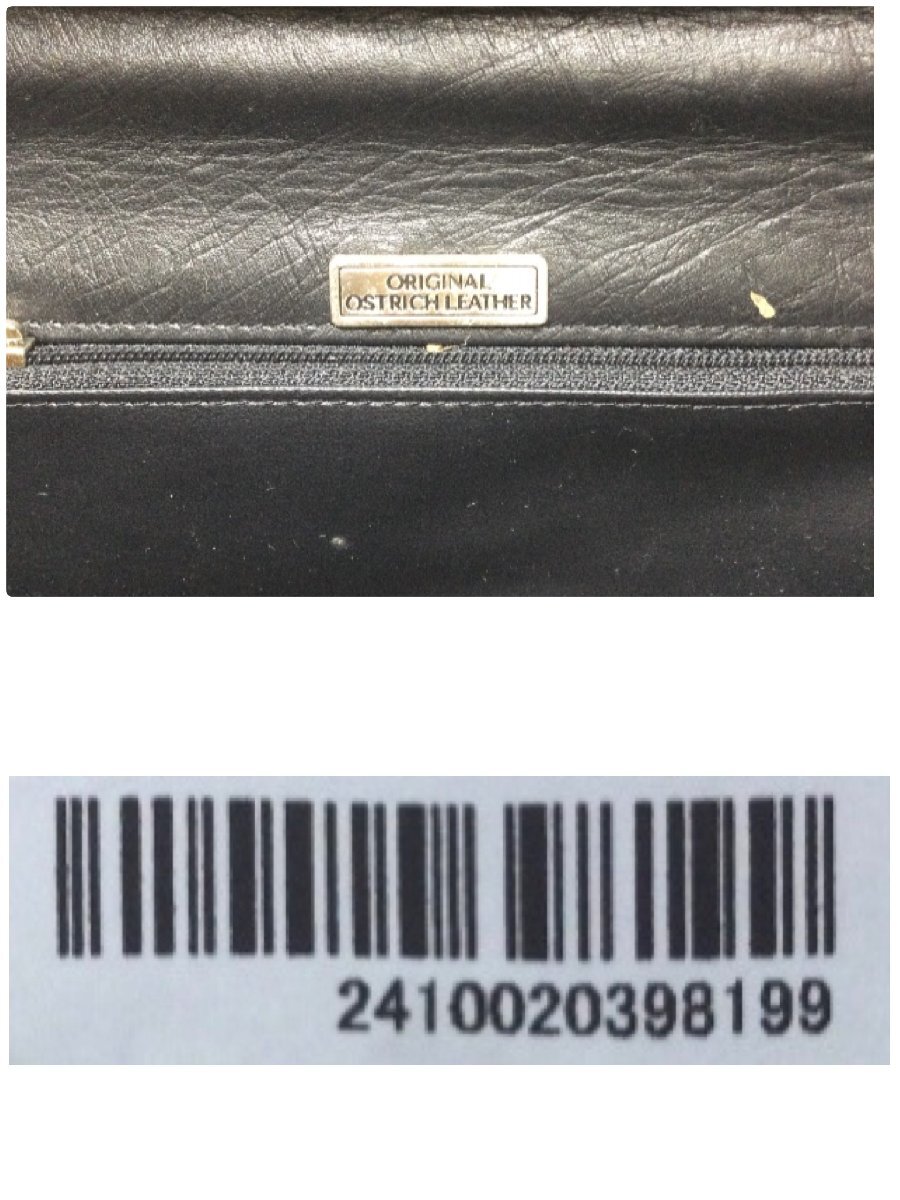 ORIGINAL
OSTRICH LEATHER
2410020398199